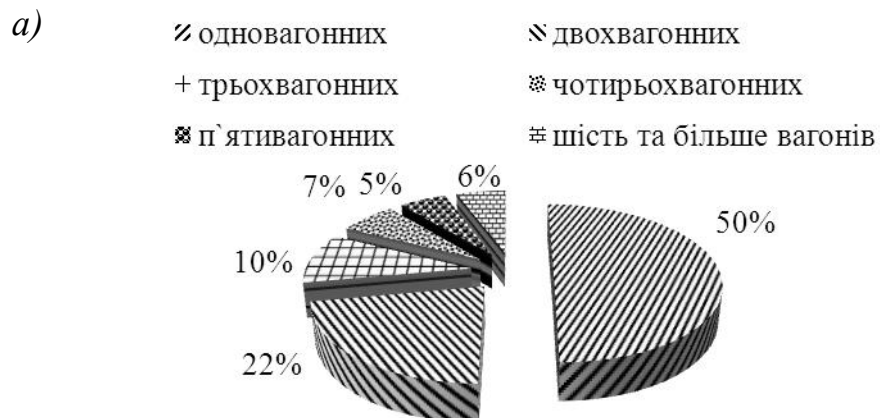 а)
одновагонних двохвагонних
трьохвагонних чотирьохвагонних
п`ятивагонних шість та більше вагонів
7% 5% 6% 50%
10%
22%